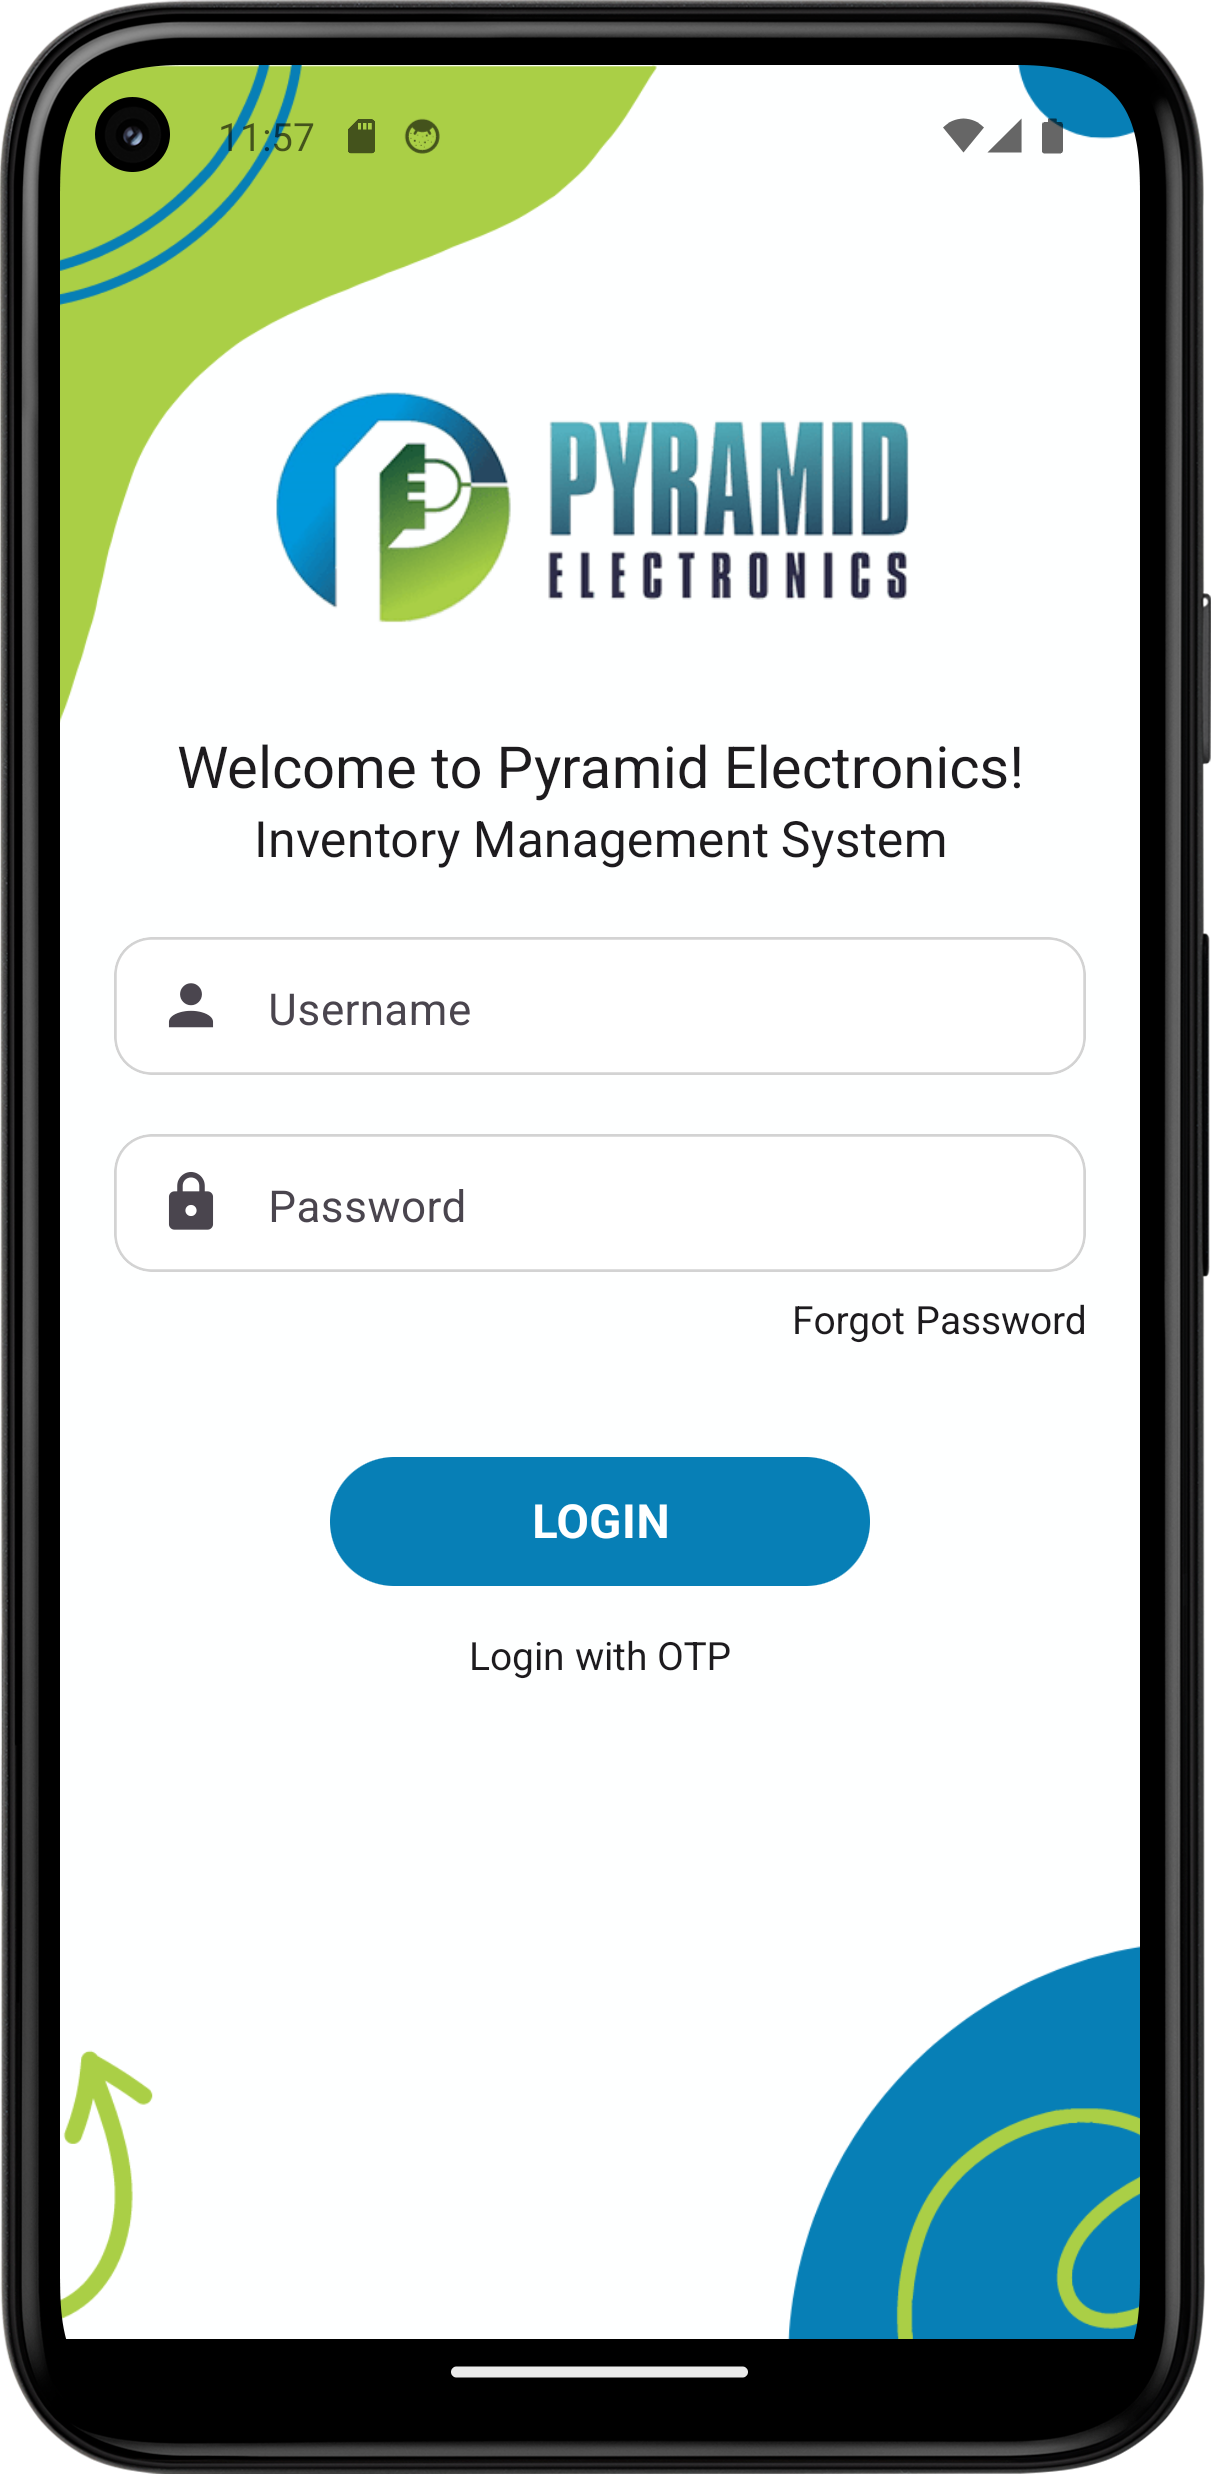 11:57
PYRAMID
ELECTRONICS
Welcome to Pyramid Electronics!
Inventory Management System
Username
Password
Forgot Password
LOGIN
Login with OTP